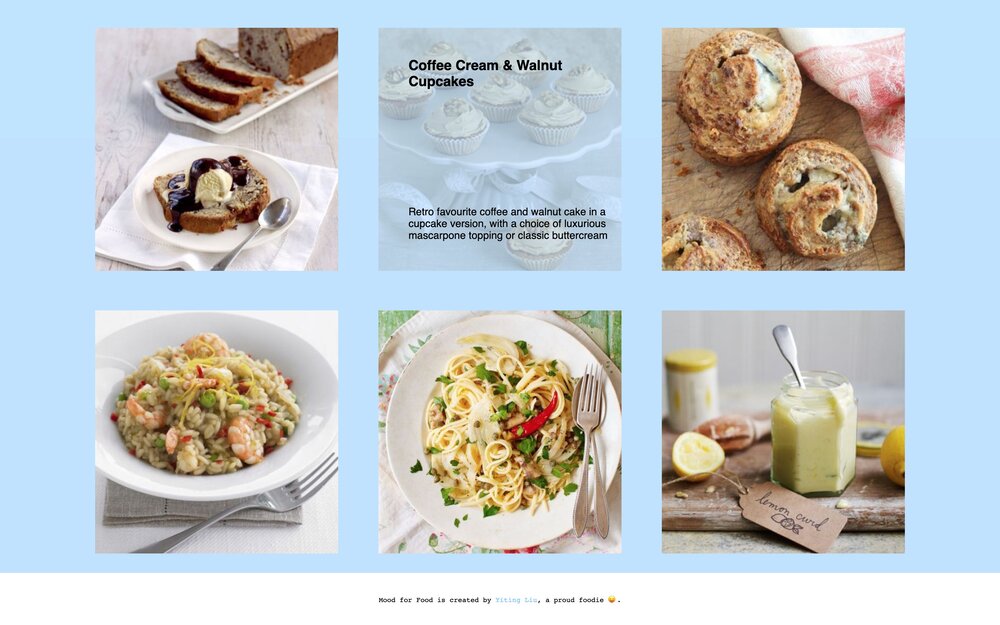 Coffee Cream & Walnut
Cupcakes
Retro favourite coffee and walnut cake in a
cupcake version, with a choice of luxurious
mascarpone topping or classic buttercream
lemon curd
Mood for Food is created by Titing Liu, a proud foodie 😛.